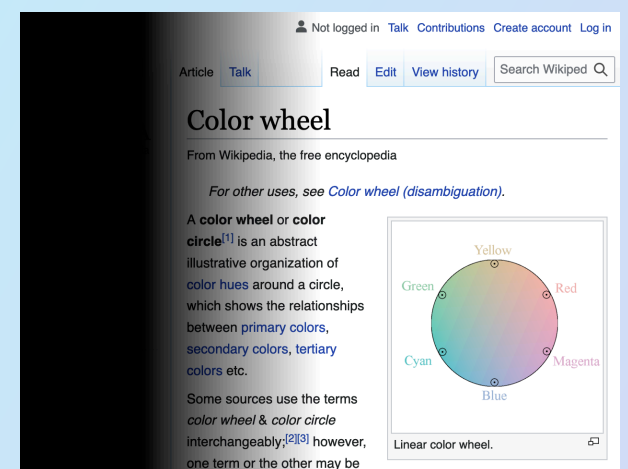 Not logged in Talk Contributions Create account Log in
Article Talk Read Edit View history Search Wikiped
Color wheel
From Wikipedia, the free encyclopedia
For other uses, see Color wheel (disambiguation).
A color wheel or color
circle[1] is an abstract
illustrative organization of
color hues around a circle,
which shows the relationships
between primary colors,
secondary colors, tertiary
colors etc.
Some sources use the terms
color wheel & color circle
interchangeably;[2][3] however,
one term or the other may be
Yellow
Green Red
Cyan Magenta
Blue
Linear color wheel.